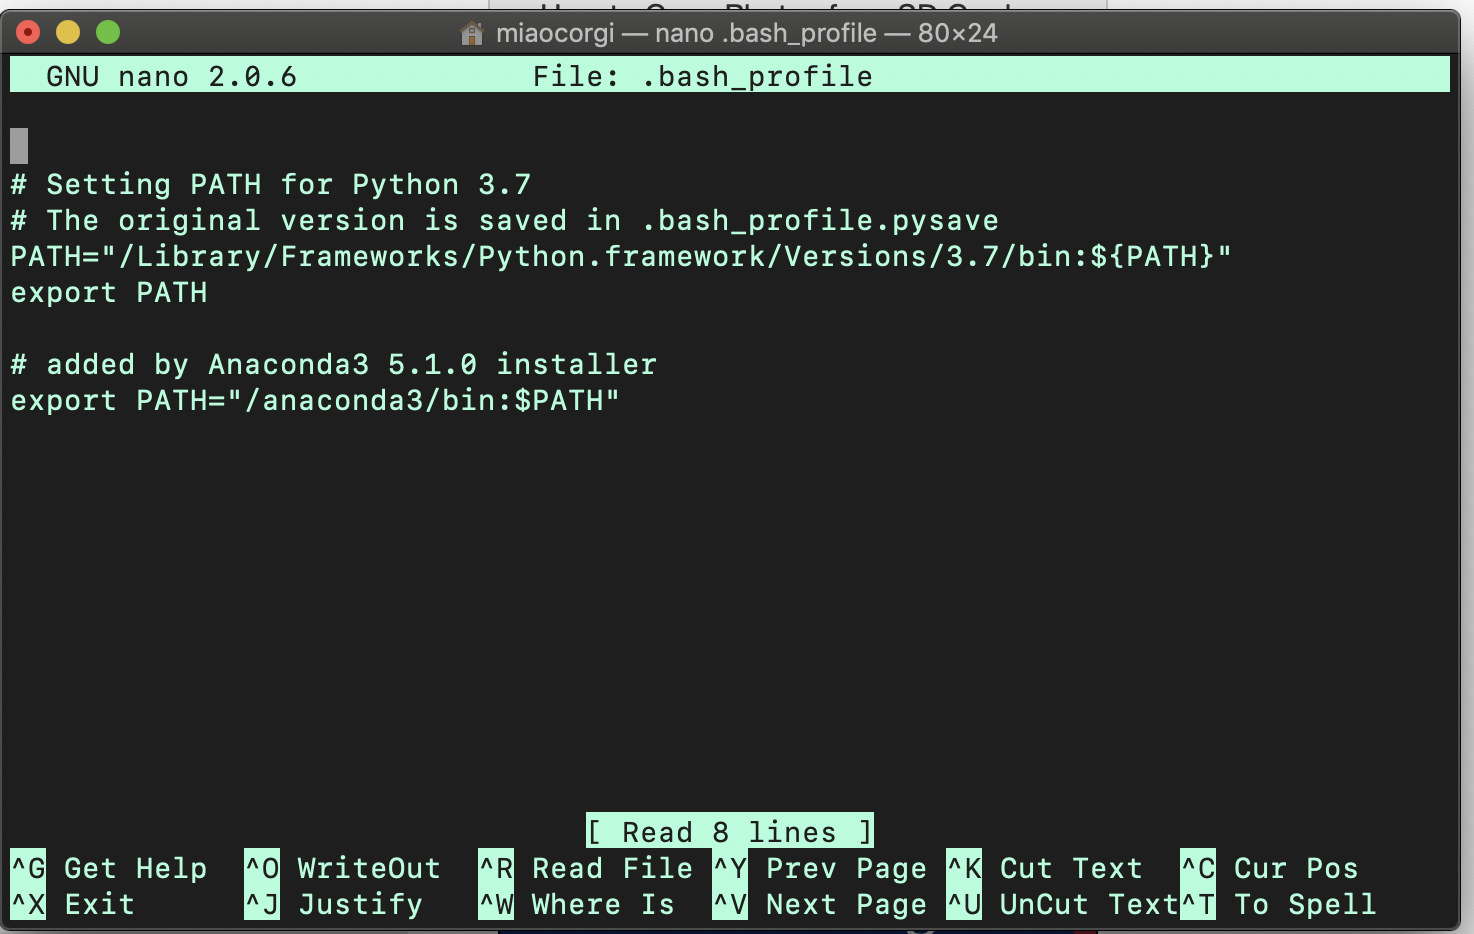 miaocorgi — nano .bash_profile — 80×24
GNU nano 2.0.6 File: .bash_profile
# Setting PATH for Python 3.7
# The original version is saved in .bash_profile.pysave
PATH="/Library/Frameworks/Python.framework/Versions/3.7/bin:${PATH}"
export PATH
# added by Anaconda3 5.1.0 installer
export PATH="/anaconda3/bin:$PATH"
[ Read 8 lines ]
^G Get Help ^O WriteOut ^R Read File ^Y Prev Page ^K Cut Text ^C Cur Pos
^X Exit ^J Justify ^W Where Is ^V Next Page ^U UnCut Text ^T To Spell